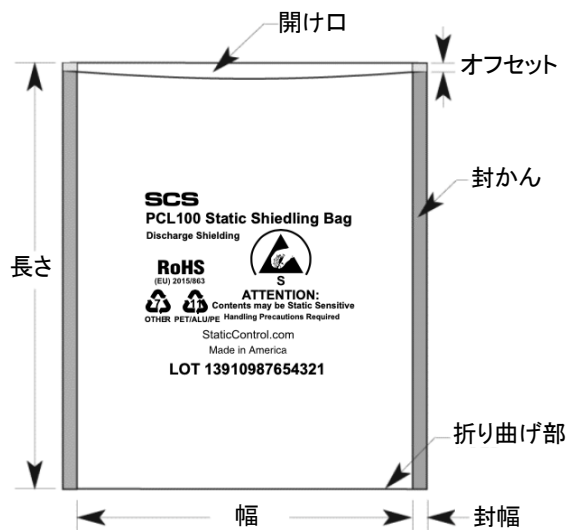 開け口
オフセット
封かん
長さ
SCS
PCL100 Static Shiedling Bag
Discharge Shielding
RoHS
(EU) 2015/863
S
ATTENTION:
Contents may be Static Sensitive
Handling Precautions Required
7
11
OTHER PET/ALU/PE
StaticControl.com
Made in America
LOT 13910987654321
折り曲げ部
幅
封幅